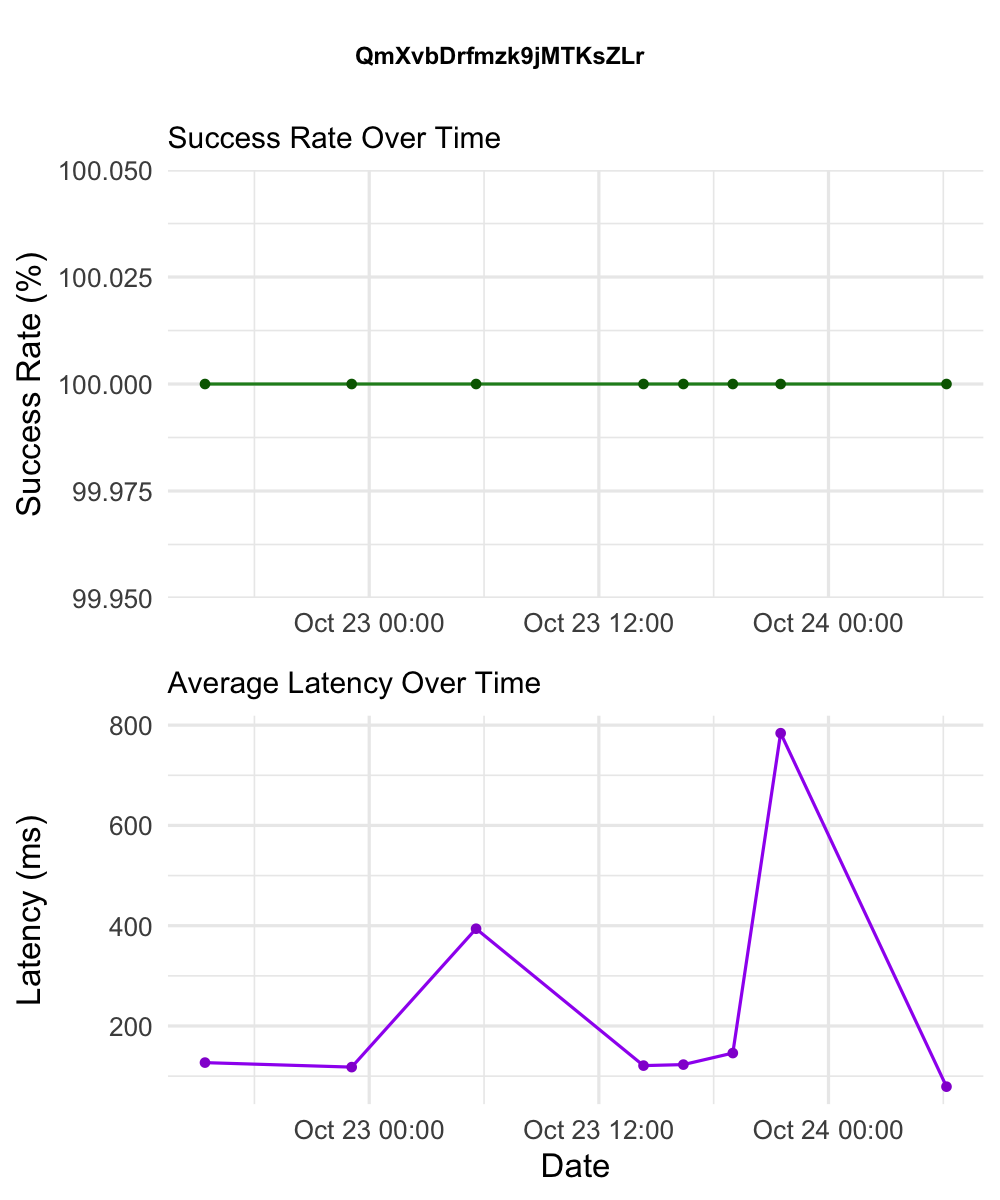 QmXvbDrfmzk9jMTKsZLr
Success Rate Over Time
Success Rate (%)
100.050
100.025
100.000
99.975
99.950
Oct 23 00:00 Oct 23 12:00 Oct 24 00:00
Average Latency Over Time
Latency (ms)
800
600
400
200
Oct 23 00:00 Oct 23 12:00 Oct 24 00:00
Date